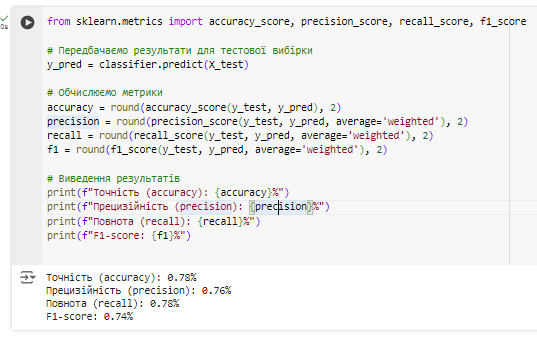 0s
from sklearn.metrics import accuracy_score, precision_score, recall_score, f1_score
# Передбачаємо результати для тестової вибірки
y_pred = classifier.predict(X_test)
# Обчислюємо метрики
accuracy = round(accuracy_score(y_test, y_pred), 2)
precision = round(precision_score(y_test, y_pred, average='weighted'), 2)
recall = round(recall_score(y_test, y_pred, average='weighted'), 2)
f1 = round(f1_score(y_test, y_pred, average='weighted'), 2)
# Виведення результатів
print(f"Точність (accuracy): {accuracy}%")
print(f"Прецизійність (precision): {precision}%")
print(f"Повнота (recall): {recall}%")
print(f"F1-score: {f1}%")
Точність (accuracy): 0.78%
Прецизійність (precision): 0.76%
Повнота (recall): 0.78%
F1-score: 0.74%